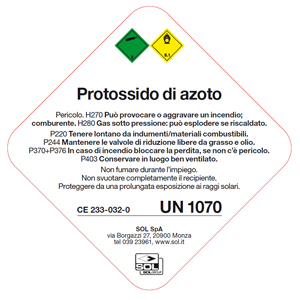 2
5.1
Protossido di azoto
Pericolo. H270 Può provocare o aggravare un incendio;
comburente. H280 Gas sotto pressione: può esplodere se riscaldato.
P220 Tenere lontano da indumenti/materiali combustibili.
P244 Mantenere le valvole di riduzione libere da grasso e olio.
P370+P376 In caso di incendio bloccare la perdita, se non c'è pericolo.
P403 Conservare in luogo ben ventilato.
Non fumare durante l'impiego.
Non svuotare completamente il recipiente.
Proteggere da una prolungata esposizione ai raggi solari.
CE 233-032-0 UN 1070
SOL SpA
via Borgazzi 27, 20900 Monza
tel 039 23961, www.sol.it
SOL